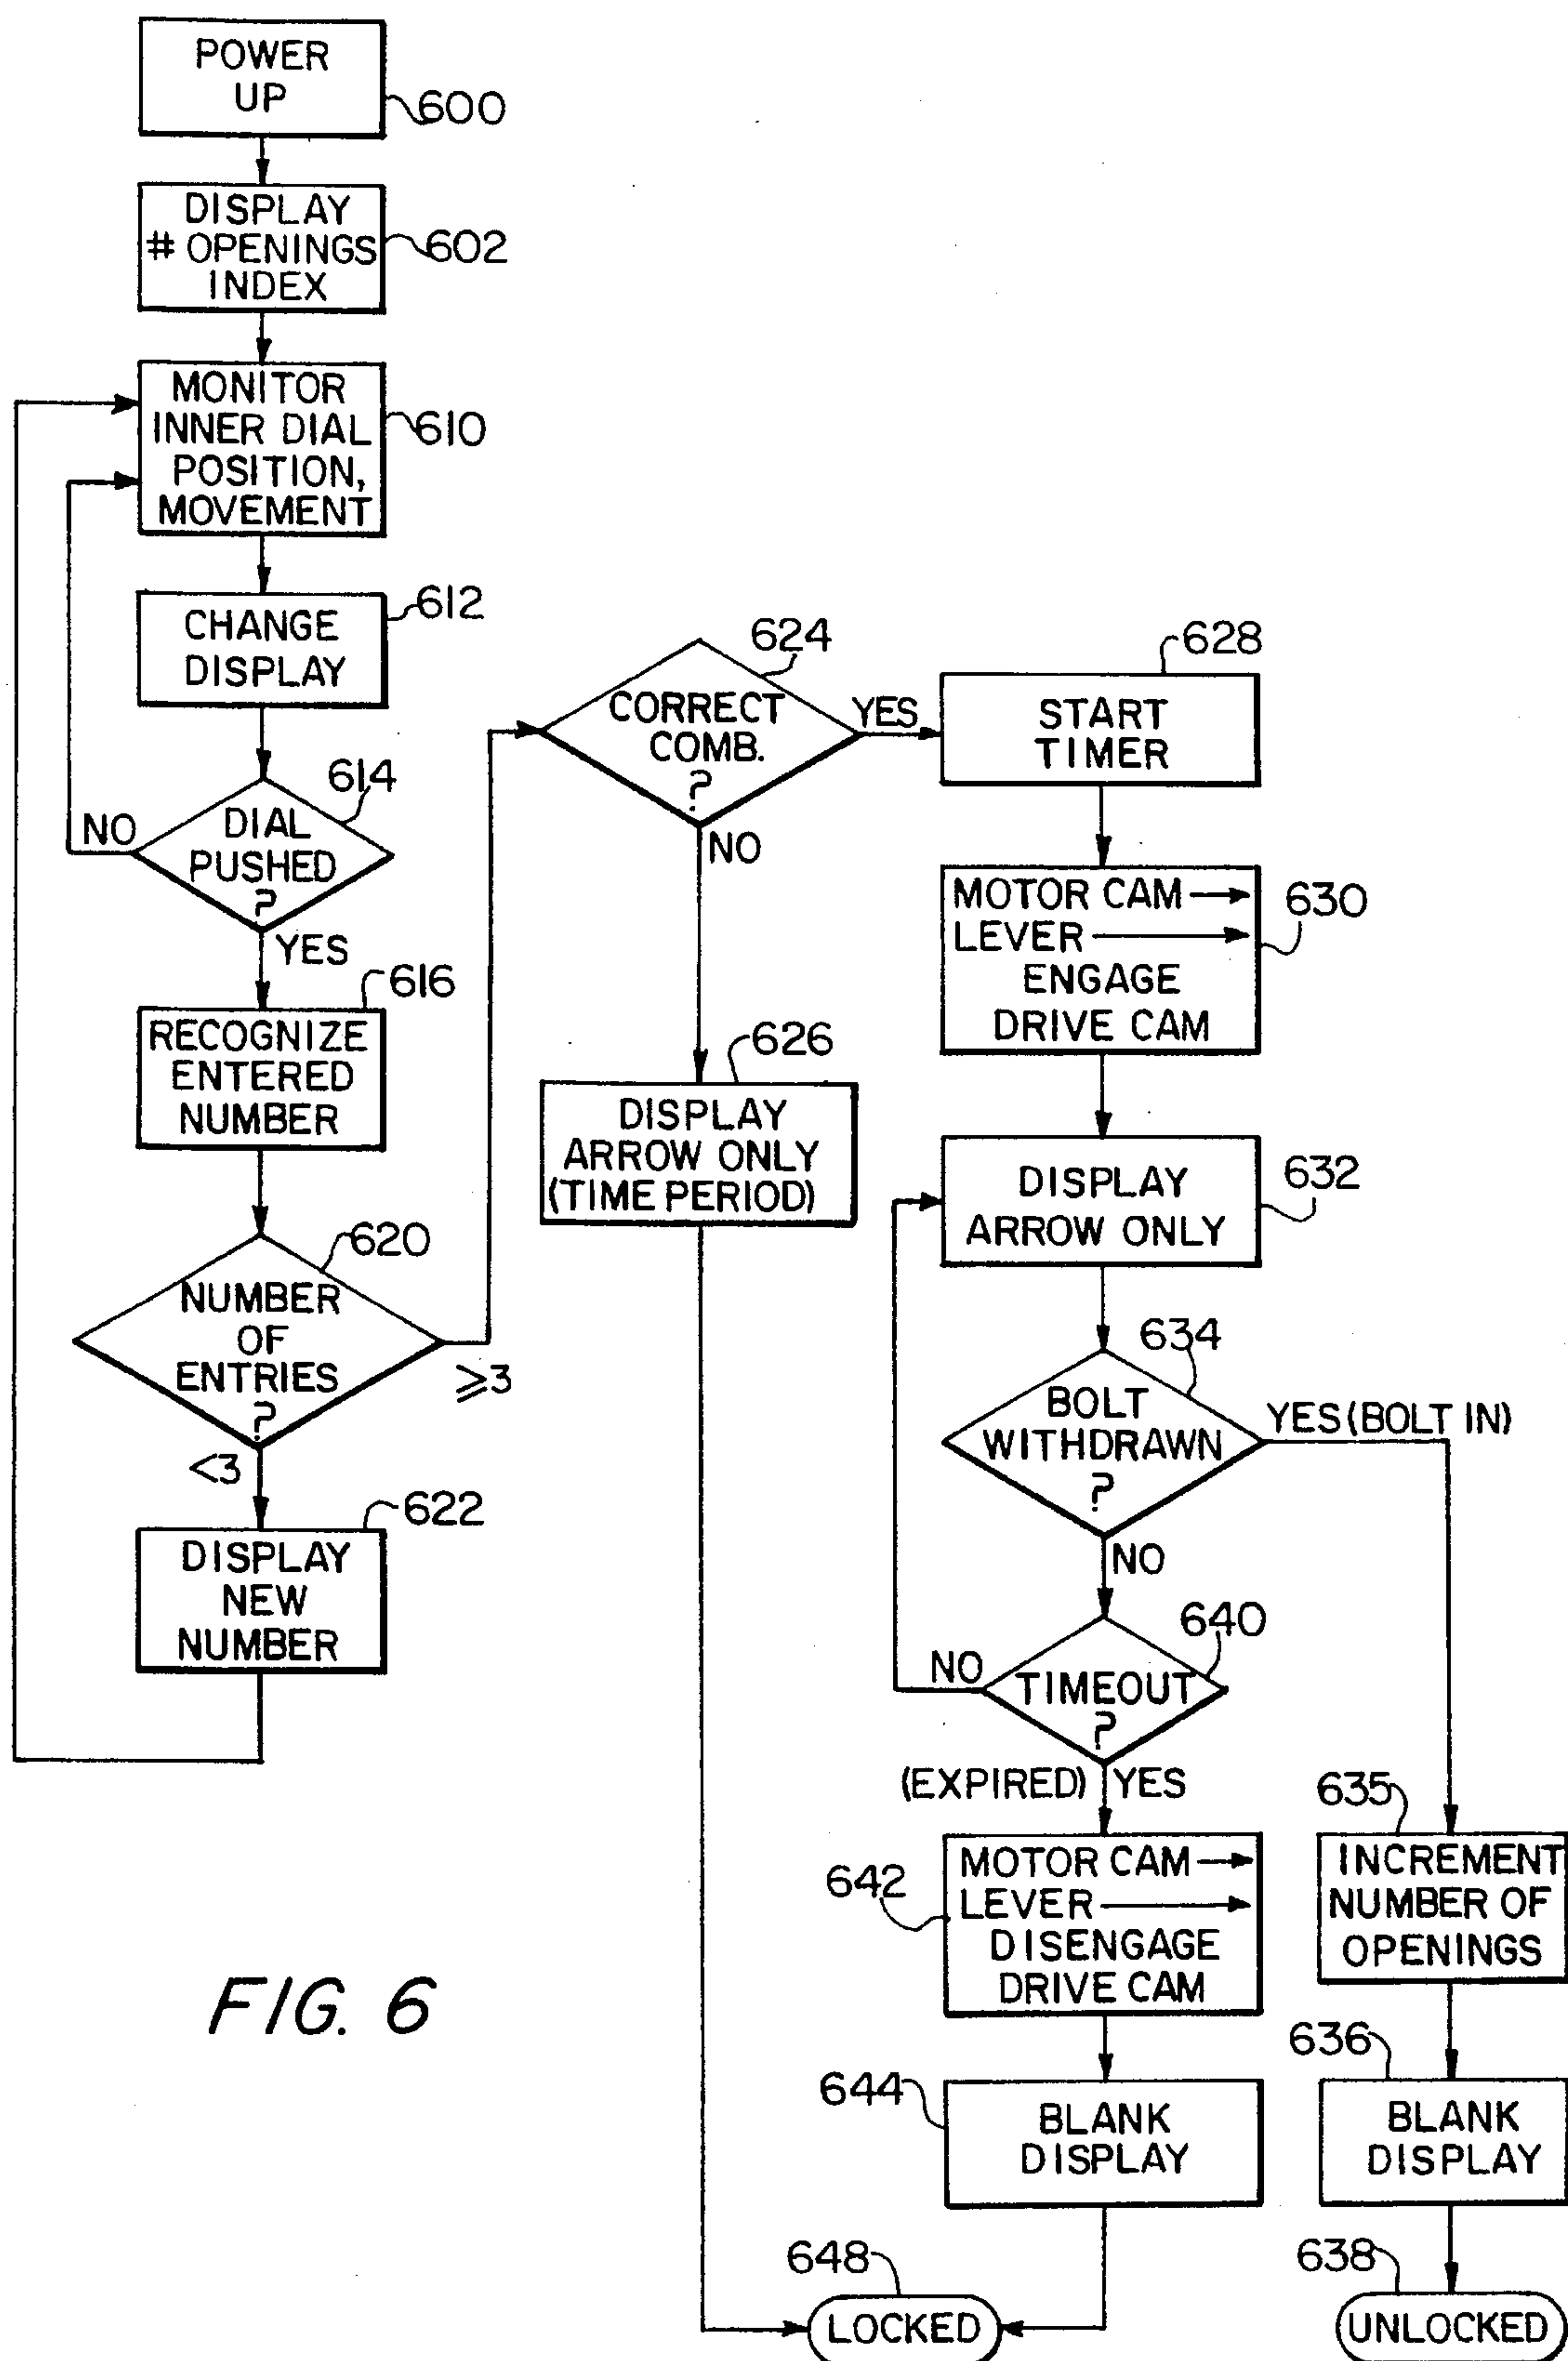 POWER
UP
600
DISPLAY
# OPENINGS
INDEX
602
MONITOR
INNER DIAL
POSITION,
MOVEMENT
610
CHANGE
DISPLAY
612
DIAL
PUSHED
?
614
NO
YES
RECOGNIZE
ENTERED
NUMBER
616
NUMBER
OF
ENTRIES
?
620
≥3
<3
DISPLAY
NEW
NUMBER
622
CORRECT
COMB.
?
624
YES
NO
DISPLAY
ARROW ONLY
(TIME PERIOD)
626
START
TIMER
628
MOTOR CAM →
LEVER →
ENGAGE
DRIVE CAM
630
DISPLAY
ARROW ONLY
632
BOLT
WITHDRAWN
?
634
YES (BOLT IN)
NO
TIMEOUT
?
640
NO
(EXPIRED) YES
MOTOR CAM →
LEVER →
DISENGAGE
DRIVE CAM
642
BLANK
DISPLAY
644
LOCKED
648
INCREMENT
NUMBER OF
OPENINGS
635
BLANK
DISPLAY
636
UNLOCKED
638
FIG. 6